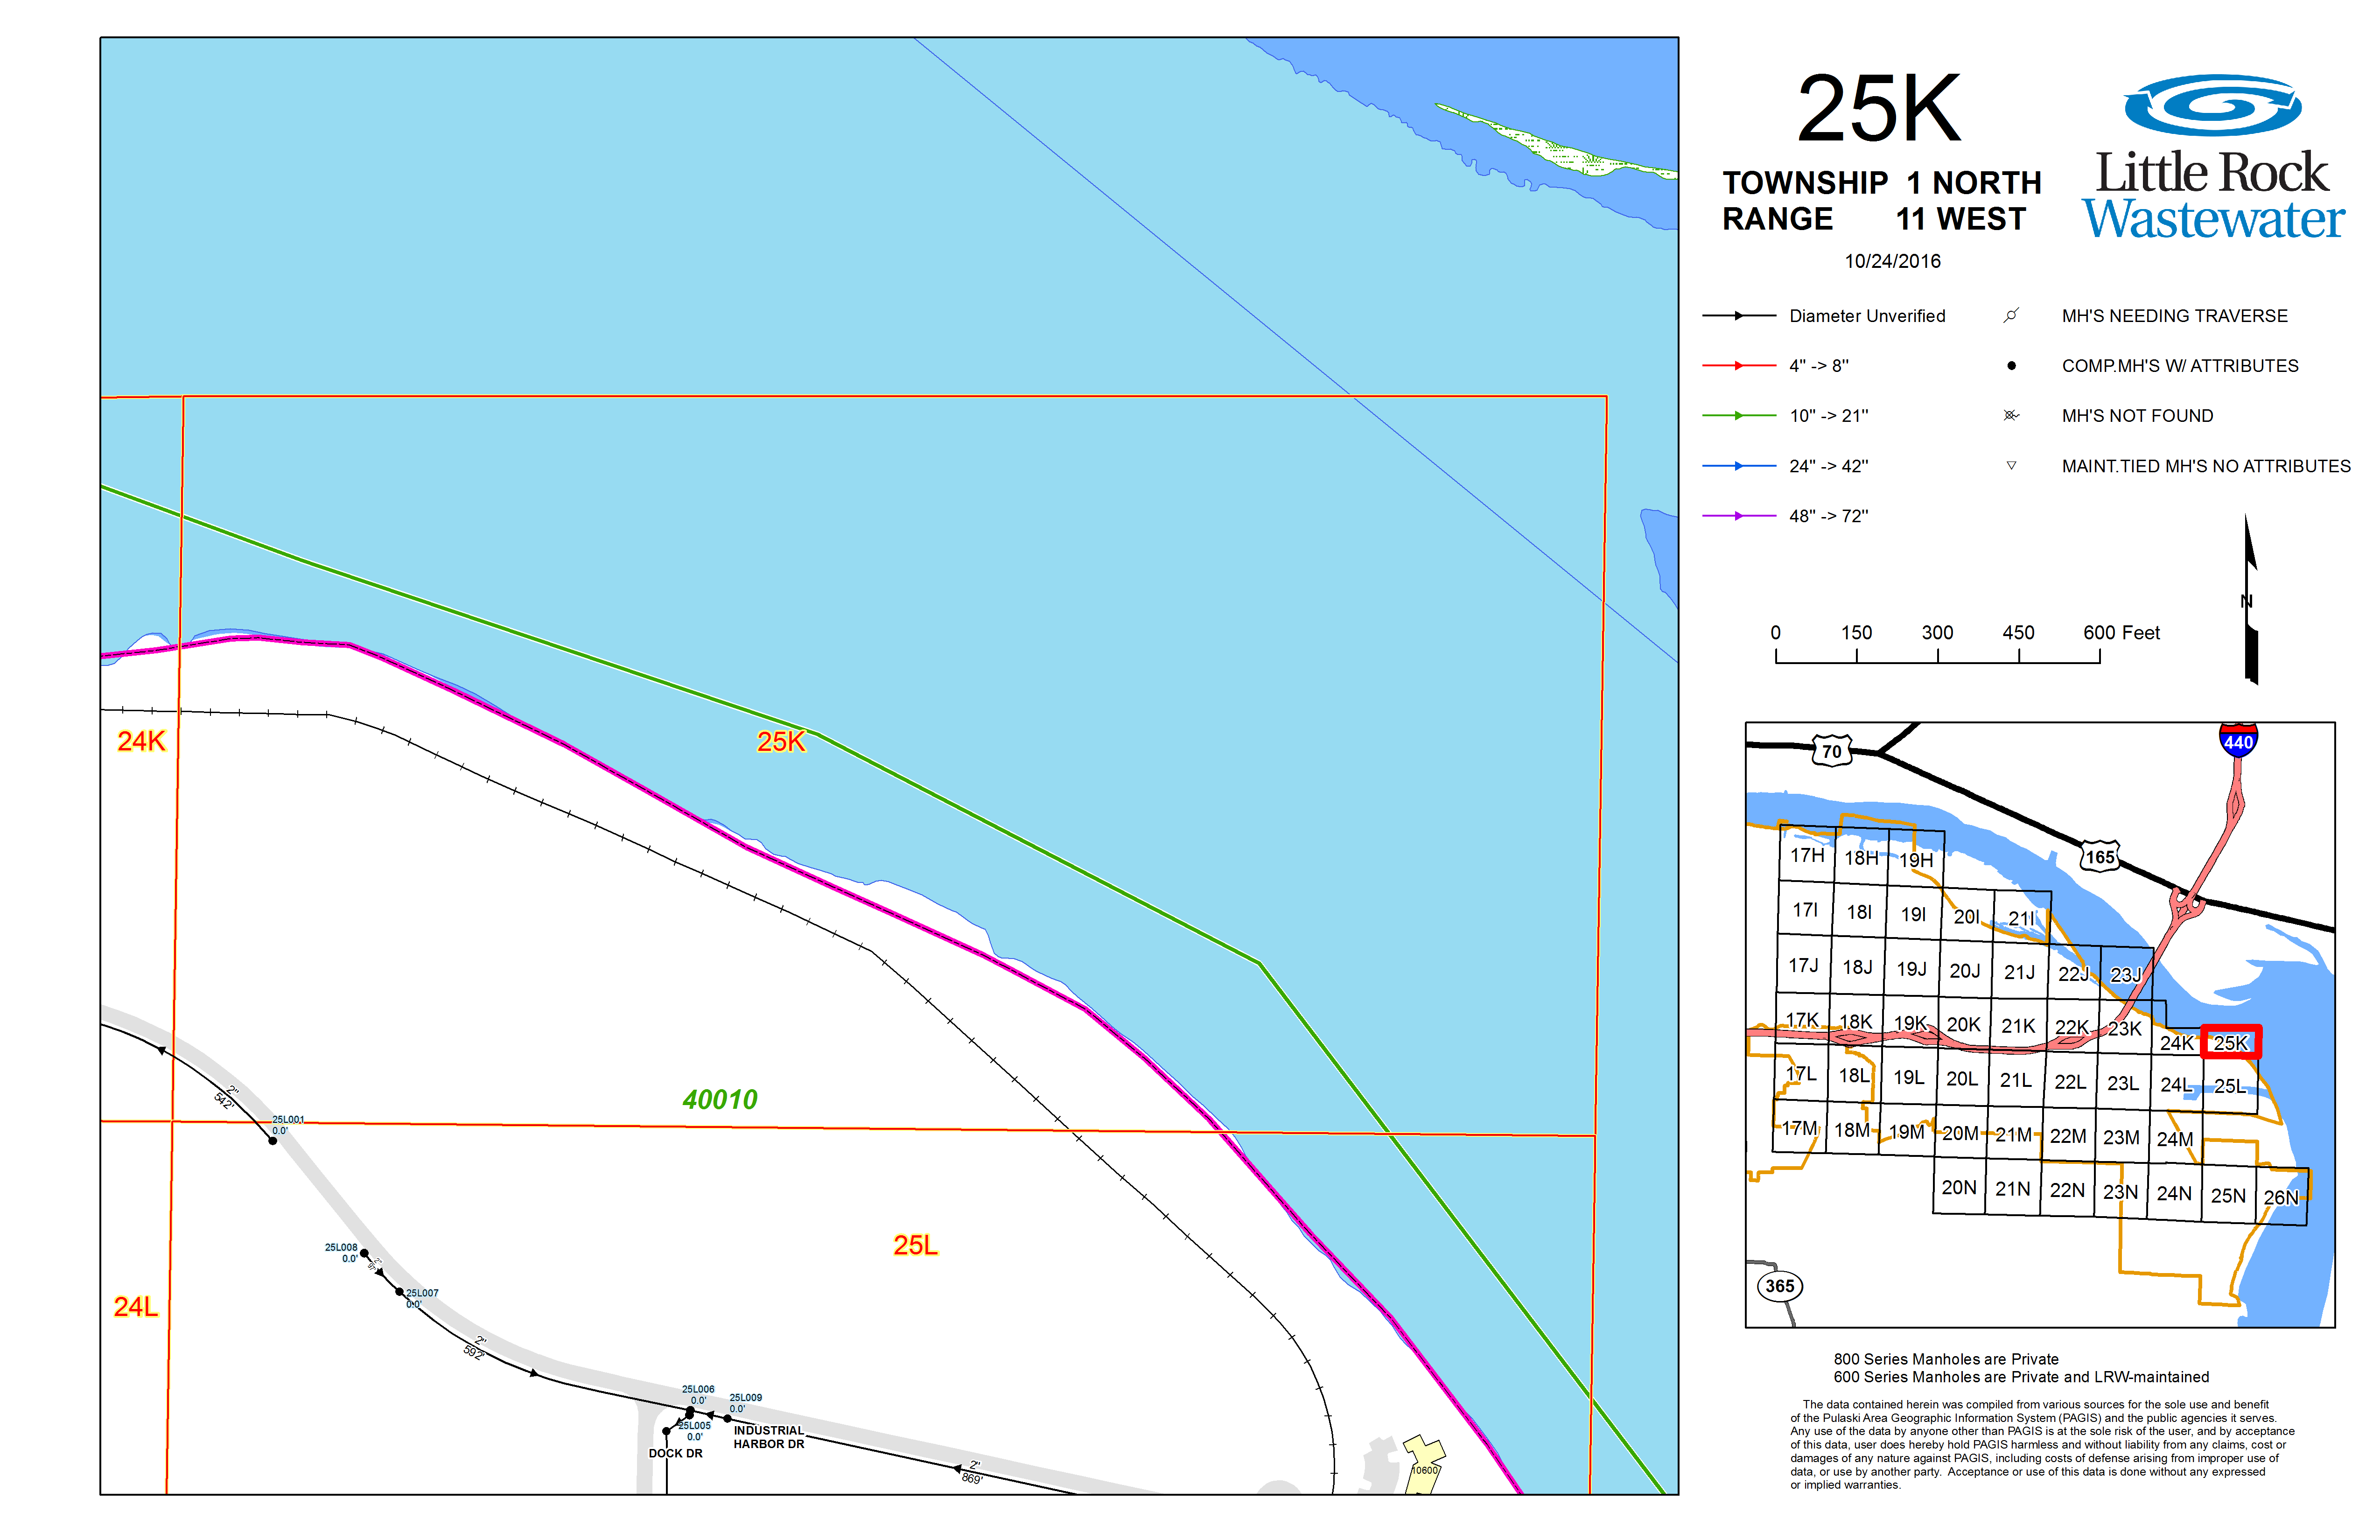 25K
TOWNSHIP 1 NORTH
RANGE 11 WEST
10/24/2016
Little Rock
Wastewater
Diameter Unverified
4" -> 8"
10" -> 21"
24" -> 42"
48" -> 72"
MH'S NEEDING TRAVERSE
COMP.MH'S W/ ATTRIBUTES
MH'S NOT FOUND
MAINT.TIED MH'S NO ATTRIBUTES
N
0 150 300 450 600 Feet
24K
25K
40010
25L
24L
2"
542'
25L001
0.0'
25L008
0.0'
2"
25L007
0.0'
2"
592'
25L006
0.0'
25L009
0.0'
25L005
0.0'
INDUSTRIAL
HARBOR DR
DOCK DR
2"
869'
10600
440
70
165
17H 18H 19H
17I 18I 19I 20I 21I
17J 18J 19J 20J 21J 22J 23J
17K 18K 19K 20K 21K 22K 23K 24K 25K
17L 18L 19L 20L 21L 22L 23L 24L 25L
17M 18M 19M 20M 21M 22M 23M 24M
20N 21N 22N 23N 24N 25N 26N
365
800 Series Manholes are Private
600 Series Manholes are Private and LRW-maintained
The data contained herein was compiled from various sources for the sole use and benefit
of the Pulaski Area Geographic Information System (PAGIS) and the public agencies it serves.
Any use of the data by anyone other than PAGIS is at the sole risk of the user, and by acceptance
of this data, user does hereby hold PAGIS harmless and without liability from any claims, cost or
damages of any nature against PAGIS, including costs of defense arising from improper use of
data, or use by another party. Acceptance or use of this data is done without any expressed
or implied warranties.